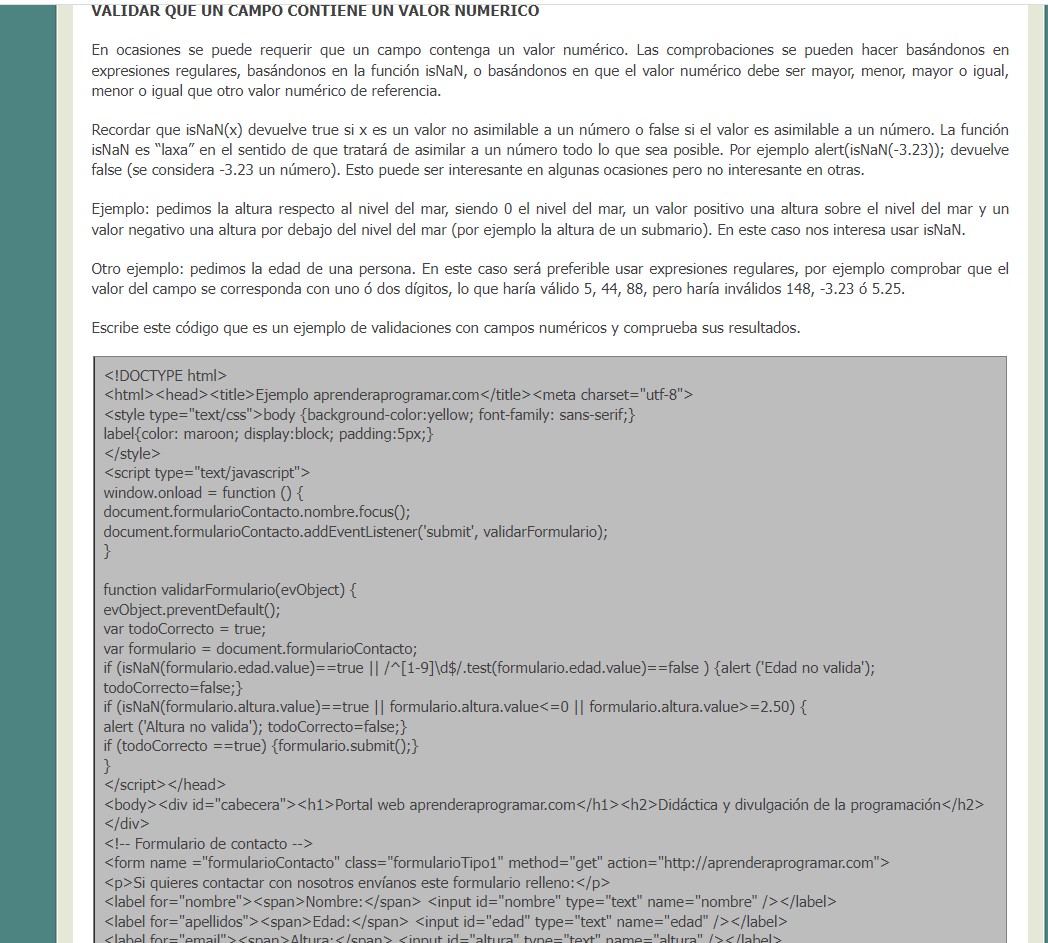 VALIDAR QUE UN CAMPO CONTIENE UN VALOR NUMERICO
En ocasiones se puede requerir que un campo contenga un valor numérico. Las comprobaciones se pueden hacer basándonos en
expresiones regulares, basándonos en la función isNaN, o basándonos en que el valor numérico debe ser mayor, menor, mayor o igual,
menor o igual que otro valor numérico de referencia.
Recordar que isNaN(x) devuelve true si x es un valor no asimilable a un número o false si el valor es asimilable a un número. La función
isNaN es “laxa” en el sentido de que tratará de asimilar a un número todo lo que sea posible. Por ejemplo alert(isNaN(-3.23)); devuelve
false (se considera -3.23 un número). Esto puede ser interesante en algunas ocasiones pero no interesante en otras.
Ejemplo: pedimos la altura respecto al nivel del mar, siendo 0 el nivel del mar, un valor positivo una altura sobre el nivel del mar y un
valor negativo una altura por debajo del nivel del mar (por ejemplo la altura de un submario). En este caso nos interesa usar isNaN.
Otro ejemplo: pedimos la edad de una persona. En este caso será preferible usar expresiones regulares, por ejemplo comprobar que el
valor del campo se corresponda con uno ó dos dígitos, lo que haría válido 5, 44, 88, pero haría inválidos 148, -3.23 ó 5.25.
Escribe este código que es un ejemplo de validaciones con campos numéricos y comprueba sus resultados.
<!DOCTYPE html>
<html><head><title>Ejemplo aprenderaprogramar.com</title><meta charset="utf-8">
<style type="text/css">body {background-color:yellow; font-family: sans-serif;}
label{color: maroon; display:block; padding:5px;}
</style>
<script type="text/javascript">
window.onload = function () {
document.formularioContacto.nombre.focus();
document.formularioContacto.addEventListener('submit', validarFormulario);
}
function validarFormulario(evObject) {
evObject.preventDefault();
var todoCorrecto = true;
var formulario = document.formularioContacto;
if (isNaN(formulario.edad.value)==true || /^[1-9]\d$/.test(formulario.edad.value)==false ) {alert ('Edad no valida');
todoCorrecto=false;}
if (isNaN(formulario.altura.value)==true || formulario.altura.value<=0 || formulario.altura.value>=2.50) {
alert ('Altura no valida'); todoCorrecto=false;}
if (todoCorrecto ==true) {formulario.submit();}
}
</script></head>
<body><div id="cabecera"><h1>Portal web aprenderaprogramar.com</h1><h2>Didáctica y divulgación de la programación</h2>
</div>
<!-- Formulario de contacto -->
<form name ="formularioContacto" class="formularioTipo1" method="get" action="http://aprenderaprogramar.com">
<p>Si quieres contactar con nosotros envíanos este formulario relleno:</p>
<label for="nombre"><span>Nombre:</span> <input id="nombre" type="text" name="nombre" /></label>
<label for="apellidos"><span>Edad:</span> <input id="edad" type="text" name="edad" /></label>
<label for="email"><span>Altura:</span> <input id="altura" type="text" name="altura" /></label>